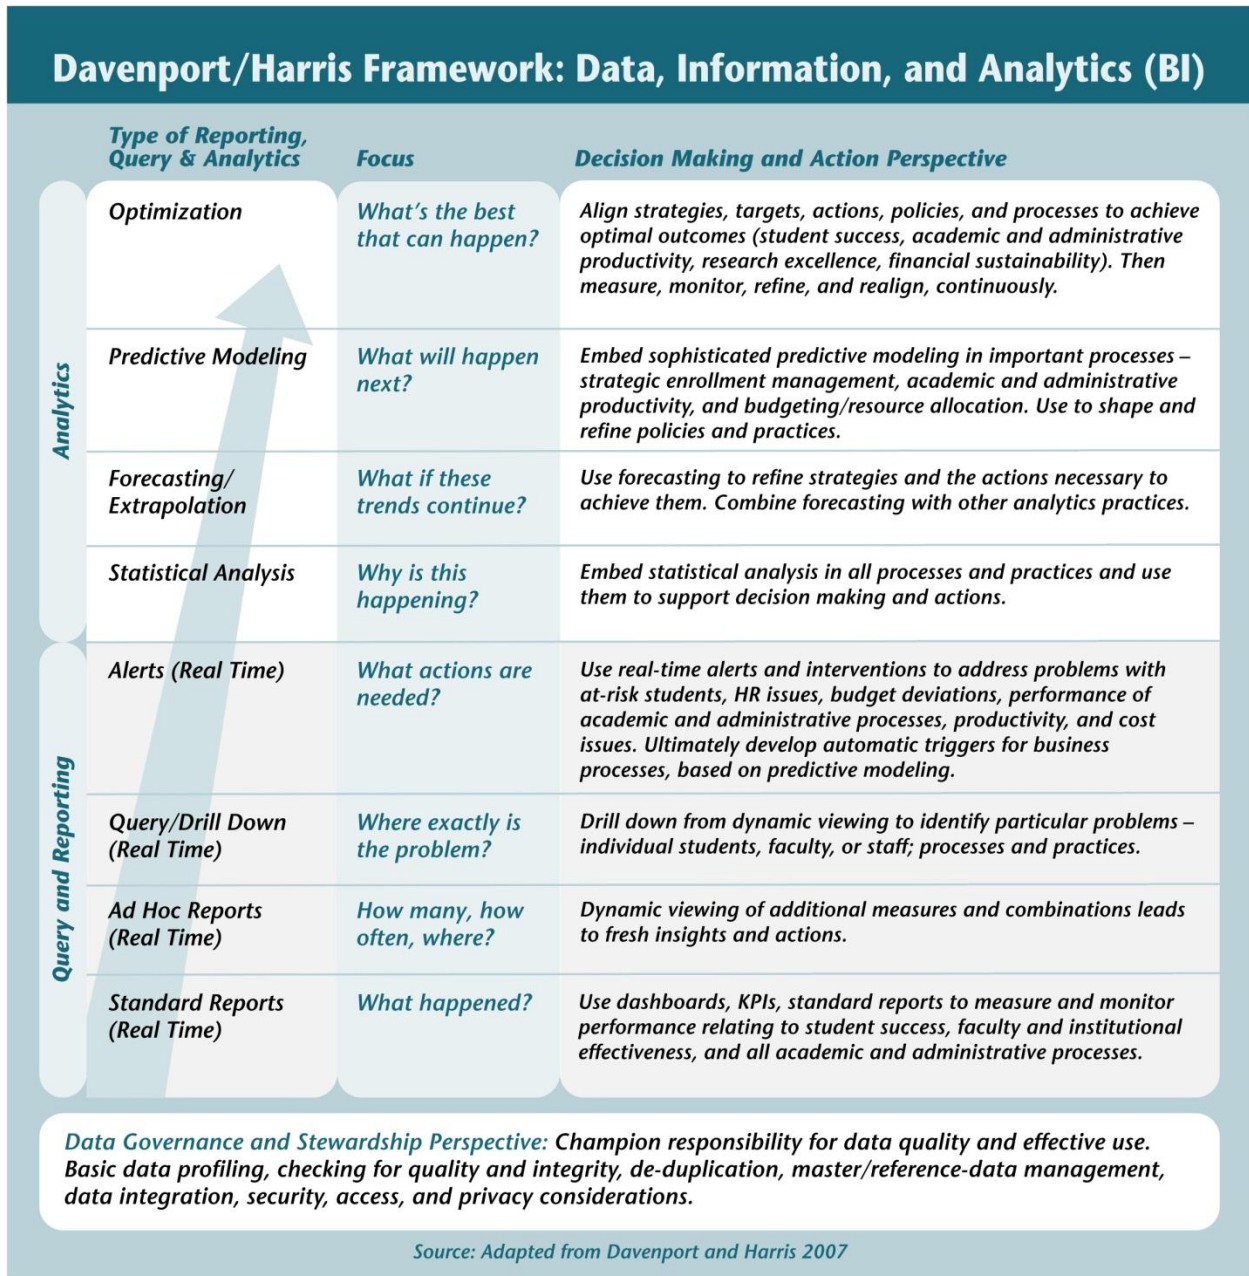 Davenport/Harris Framework: Data, Information, and Analytics (BI)
Type of Reporting,
Query & Analytics
Focus
Decision Making and Action Perspective
Analytics
Optimization
What's the best
that can happen?
Align strategies, targets, actions, policies, and processes to achieve
optimal outcomes (student success, academic and administrative
productivity, research excellence, financial sustainability). Then
measure, monitor, refine, and realign, continuously.
Predictive Modeling
What will happen
next?
Embed sophisticated predictive modeling in important processes –
strategic enrollment management, academic and administrative
productivity, and budgeting/resource allocation. Use to shape and
refine policies and practices.
Forecasting/
Extrapolation
What if these
trends continue?
Use forecasting to refine strategies and the actions necessary to
achieve them. Combine forecasting with other analytics practices.
Statistical Analysis
Why is this
happening?
Embed statistical analysis in all processes and practices and use
them to support decision making and actions.
Query and Reporting
Alerts (Real Time)
What actions are
needed?
Use real-time alerts and interventions to address problems with
at-risk students, HR issues, budget deviations, performance of
academic and administrative processes, productivity, and cost
issues. Ultimately develop automatic triggers for business
processes, based on predictive modeling.
Query/Drill Down
(Real Time)
Where exactly is
the problem?
Drill down from dynamic viewing to identify particular problems –
individual students, faculty, or staff; processes and practices.
Ad Hoc Reports
(Real Time)
How many, how
often, where?
Dynamic viewing of additional measures and combinations leads
to fresh insights and actions.
Standard Reports
(Real Time)
What happened?
Use dashboards, KPIs, standard reports to measure and monitor
performance relating to student success, faculty and institutional
effectiveness, and all academic and administrative processes.
Data Governance and Stewardship Perspective: Champion responsibility for data quality and effective use.
Basic data profiling, checking for quality and integrity, de-duplication, master/reference-data management,
data integration, security, access, and privacy considerations.
Source: Adapted from Davenport and Harris 2007